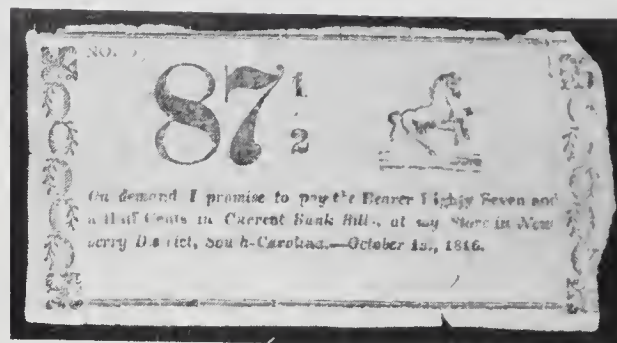 NO.
87 1/2
On demand I promise to pay the Bearer Eighty Seven and
a Half Cents in Current Bank Bills, at my Store in New
berry District, South-Carolina.—October 1st., 1816.